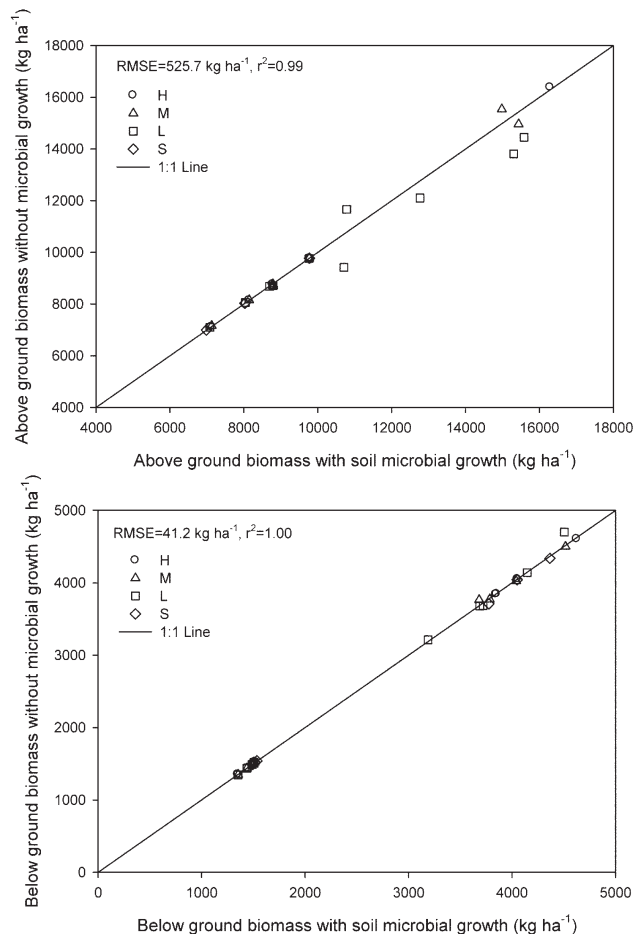 Above ground biomass without microbial growth (kg ha⁻¹)
18000
16000
14000
12000
10000
8000
6000
4000
RMSE=525.7 kg ha⁻¹, r²=0.99
H
M
L
S
1:1 Line
4000 6000 8000 10000 12000 14000 16000 18000
Above ground biomass with soil microbial growth (kg ha⁻¹)
Below ground biomass without microbial growth (kg ha⁻¹)
5000
4000
3000
2000
1000
0
RMSE=41.2 kg ha⁻¹, r²=1.00
H
M
L
S
1:1 Line
0 1000 2000 3000 4000 5000
Below ground biomass with soil microbial growth (kg ha⁻¹)